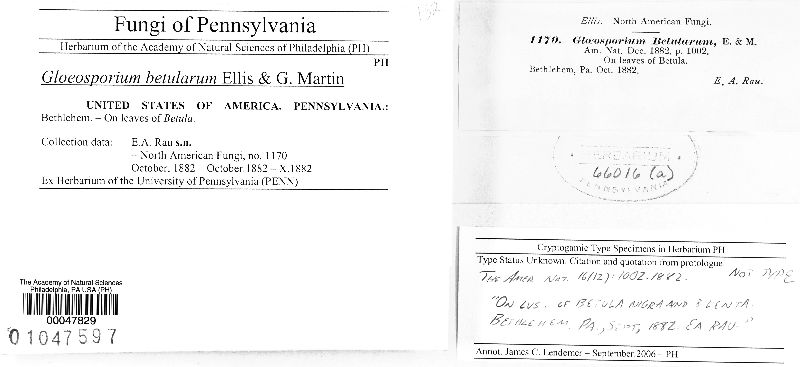 Fungi of Pennsylvania
Herbarium of the Academy of Natural Sciences of Philadelphia (PH)
PH
Gloeosporium betularum Ellis & G. Martin
UNITED STATES OF AMERICA. PENNSYLVANIA.:
Bethlehem. – On leaves of Betula.
Collection data: E.A. Rau s.n.
– North American Fungi, no. 1170
October, 1882 – October 1882 – X.1882
Ex Herbarium of the University of Pennsylvania (PENN)
The Academy of Natural Sciences
Philadelphia, PA USA (PH)
00047829
01047597
Ellis. North American Fungi.
1170. Glœosporium Betularum, E. & M.
Am. Nat. Dec. 1882, p. 1002.
On leaves of Betula.
Bethlehem, Pa. Oct. 1882.
E. A. Rau.
HERBARIUM
66016 (a)
PENNSYLVANIA
Cryptogamic Type Specimens in Herbarium PH
Type Status Unknown. Citation and quotation from protologue
The Amer. Nat. 16(12): 1002. 1882. NOT TYPE
"ON LVS. OF BETULA NIGRA AND B LENTA.
BETHLEHEM, PA., SEPT, 1882 EA RAU."
Annot. James C. Lendemer – September 2006 – PH